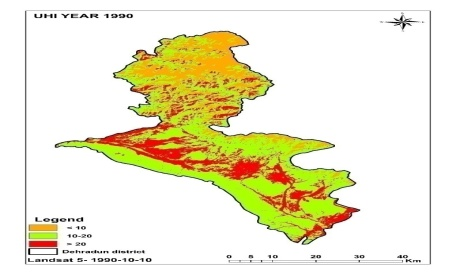 UHI YEAR 1990
Legend
< 10
10-20
> 20
Dehradun district
Landsat 5- 1990-10-10
0 5 10 20 30 40
Km